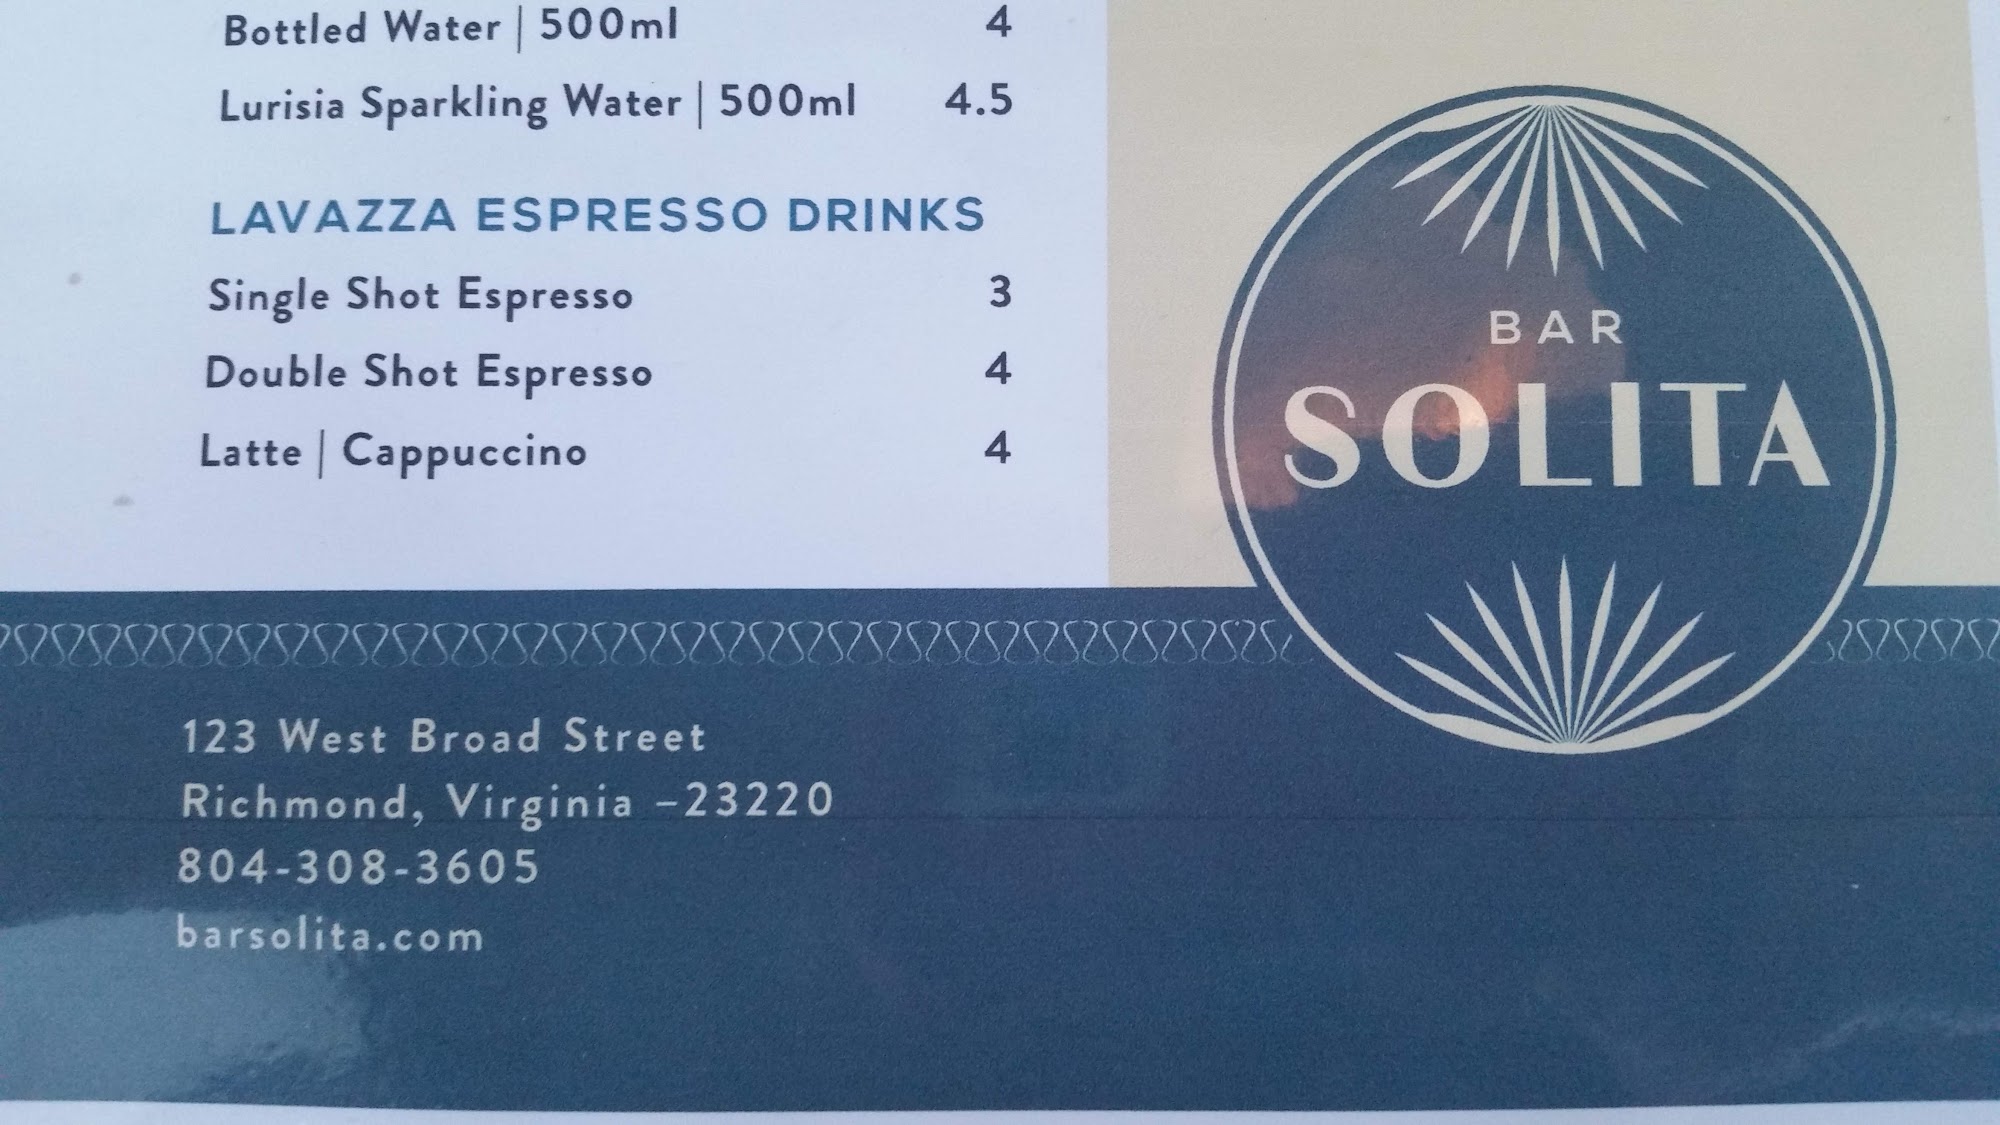 Bottled Water | 500ml 4
Lurisia Sparkling Water | 500ml 4.5
LAVAZZA ESPRESSO DRINKS
Single Shot Espresso 3
Double Shot Espresso 4
Latte | Cappuccino 4
BAR
SOLITA
123 West Broad Street
Richmond, Virginia –23220
804-308-3605
barsolita.com